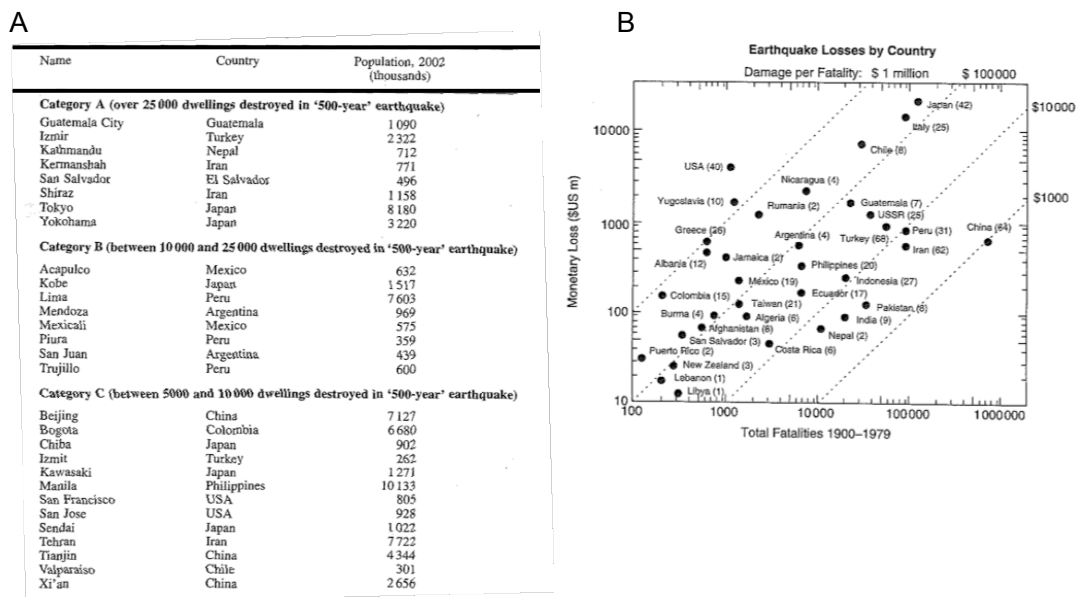 A
Name Country Population, 2002
(thousands)
Category A (over 25 000 dwellings destroyed in ‘500-year’ earthquake)
Guatemala City Guatemala 1 090
Izmir Turkey 2 322
Kathmandu Nepal 712
Kermanshah Iran 771
San Salvador El Salvador 496
Shiraz Iran 1 158
Tokyo Japan 8 180
Yokohama Japan 3 220
Category B (between 10 000 and 25 000 dwellings destroyed in ‘500-year’ earthquake)
Acapulco Mexico 632
Kobe Japan 1 517
Lima Peru 7 603
Mendoza Argentina 969
Mexicali Mexico 575
Piura Peru 359
San Juan Argentina 439
Trujillo Peru 600
Category C (between 5000 and 10 000 dwellings destroyed in ‘500-year’ earthquake)
Beijing China 7 127
Bogota Colombia 6 680
Chiba Japan 902
Izmit Turkey 262
Kawasaki Japan 1 271
Manila Philippines 10 133
San Francisco USA 805
San Jose USA 928
Sendai Japan 1 022
Tehran Iran 7 722
Tianjin China 4 344
Valparaiso Chile 301
Xi'an China 2 656
B
Earthquake Losses by Country
Damage per Fatality: $ 1 million $ 100000
$10000
$1000
Monetary Loss ($US m)
10000
1000
100
10
Japan (42)
Italy (25)
Chile (8)
USA (40)
Nicaragua (4)
Yugoslavia (10)
Rumania (2)
Guatemala (7)
USSR (25)
Greece (26)
Argentina (4)
Turkey (68)
Peru (31)
China (64)
Iran (62)
Albania (12)
Jamaica (2)
Philippines (20)
México (19)
Indonesia (27)
Colombia (15)
Taiwan (21)
Ecuador (17)
Pakistan (6)
Burma (4)
Algeria (6)
India (9)
Afghanistan (8)
Nepal (2)
San Salvador (3)
Costa Rica (6)
Puerto Rico (2)
New Zealand (3)
Lebanon (1)
Libya (1)
100 1000 10000 100000 1000000
Total Fatalities 1900–1979